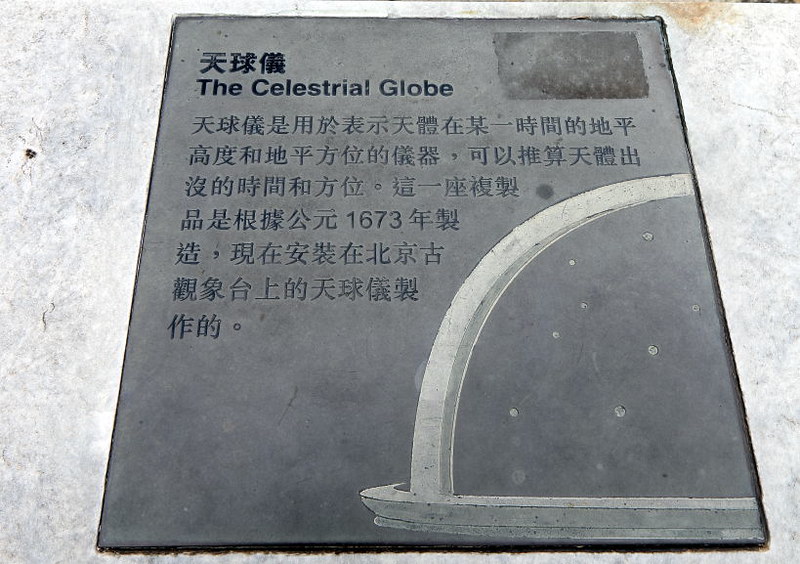 天球儀
The Celestrial Globe
天球儀是用於表示天體在某一時間的地平
高度和地平方位的儀器，可以推算天體出
沒的時間和方位。這一座複製
品是根據公元1673年製
造，現在安裝在北京古
觀象台上的天球儀製
作的。